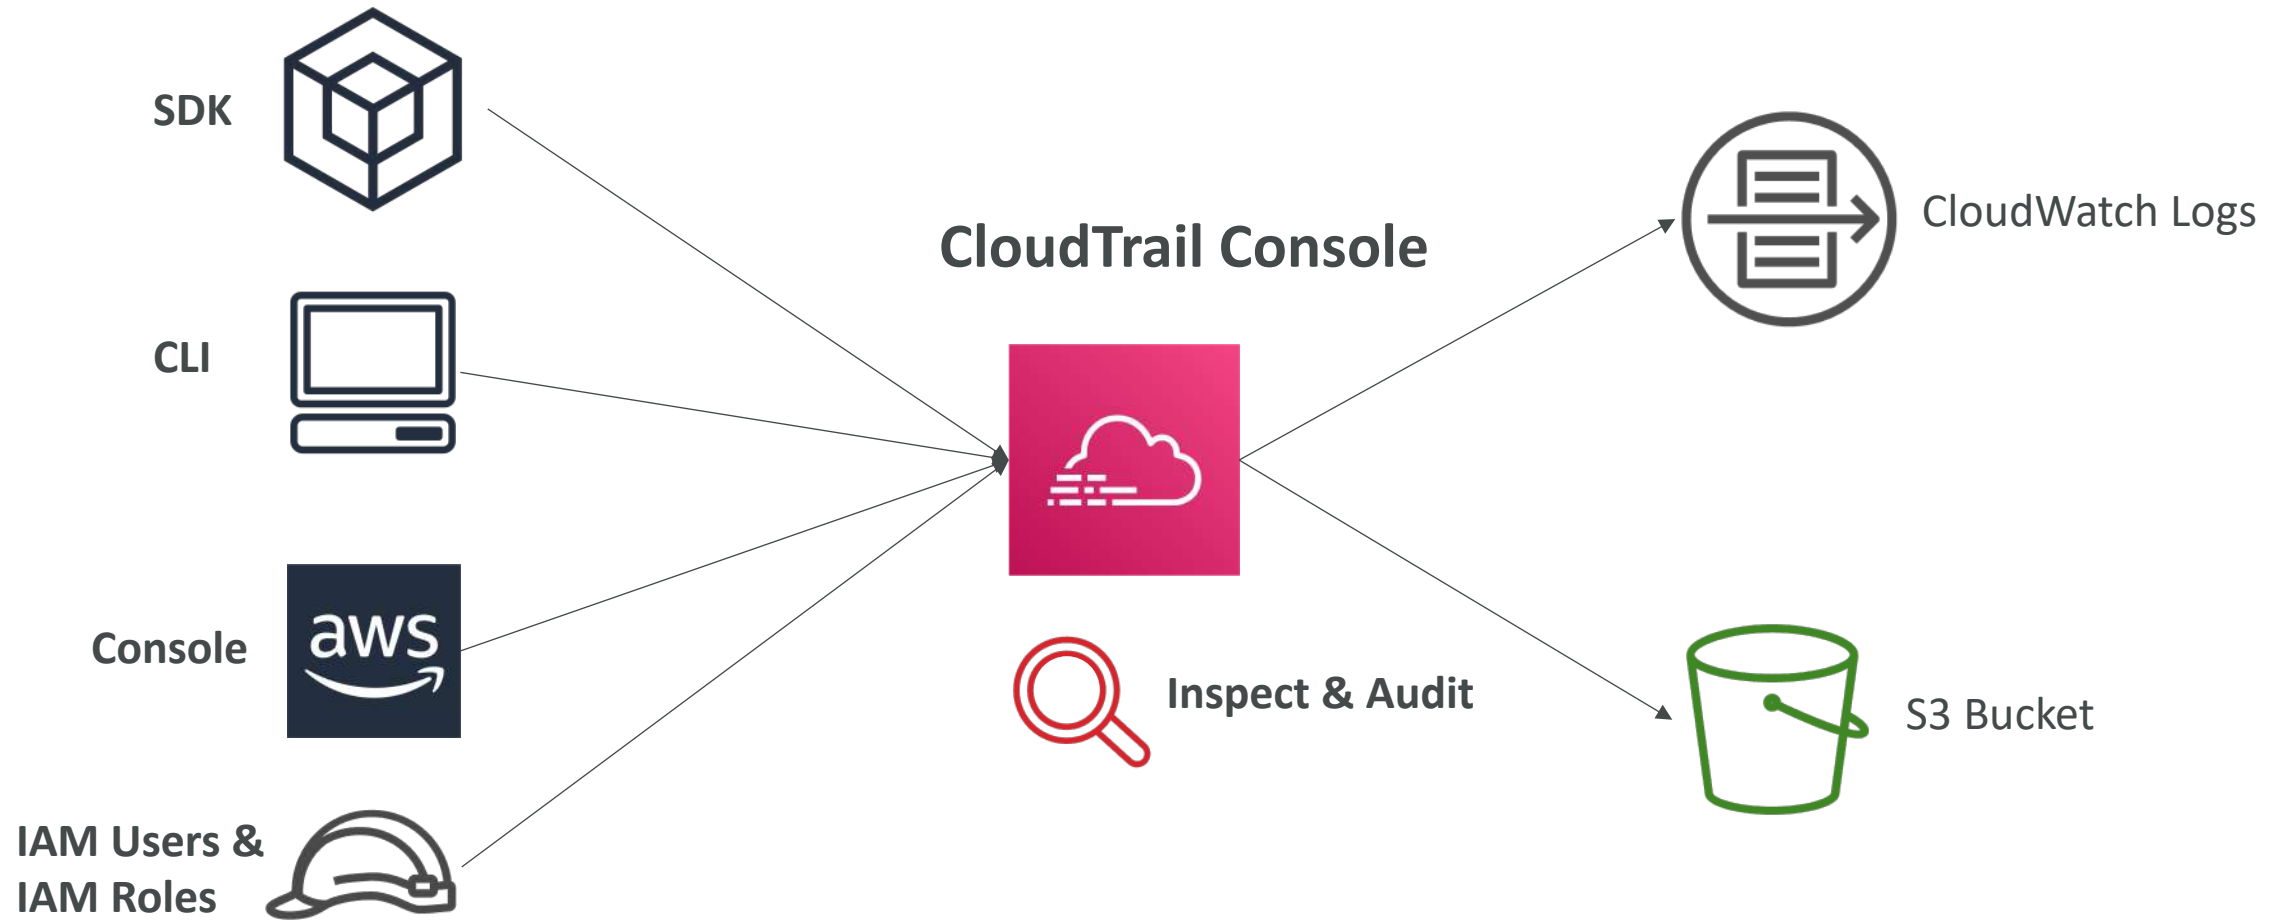 SDK
CLI
Console
aws
IAM Users &
IAM Roles
CloudTrail Console
Inspect & Audit
CloudWatch Logs
S3 Bucket